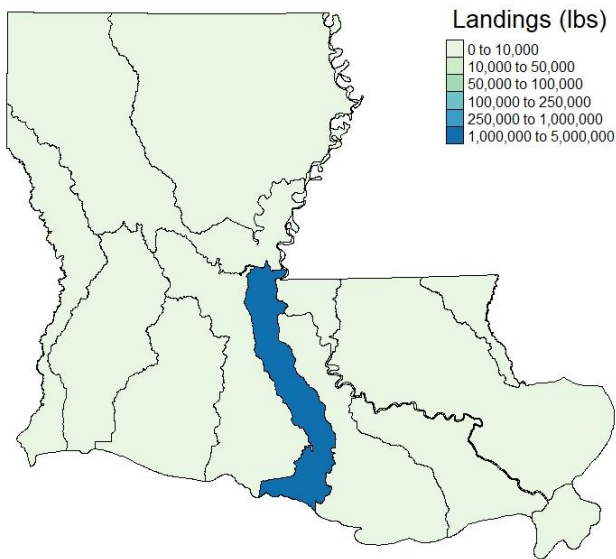 Landings (lbs)
0 to 10,000
10,000 to 50,000
50,000 to 100,000
100,000 to 250,000
250,000 to 1,000,000
1,000,000 to 5,000,000